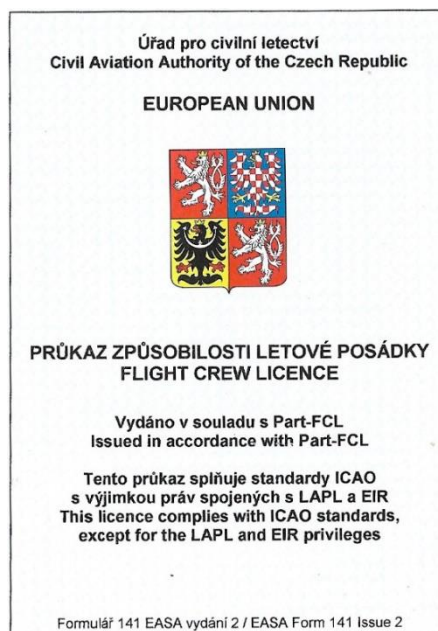 Úřad pro civilní letectví
Civil Aviation Authority of the Czech Republic
EUROPEAN UNION
PRŮKAZ ZPŮSOBILOSTI LETOVÉ POSÁDKY
FLIGHT CREW LICENCE
Vydáno v souladu s Part-FCL
Issued in accordance with Part-FCL
Tento průkaz splňuje standardy ICAO
s výjimkou práv spojených s LAPL a EIR
This licence complies with ICAO standards,
except for the LAPL and EIR privileges
Formulář 141 EASA vydání 2 / EASA Form 141 Issue 2